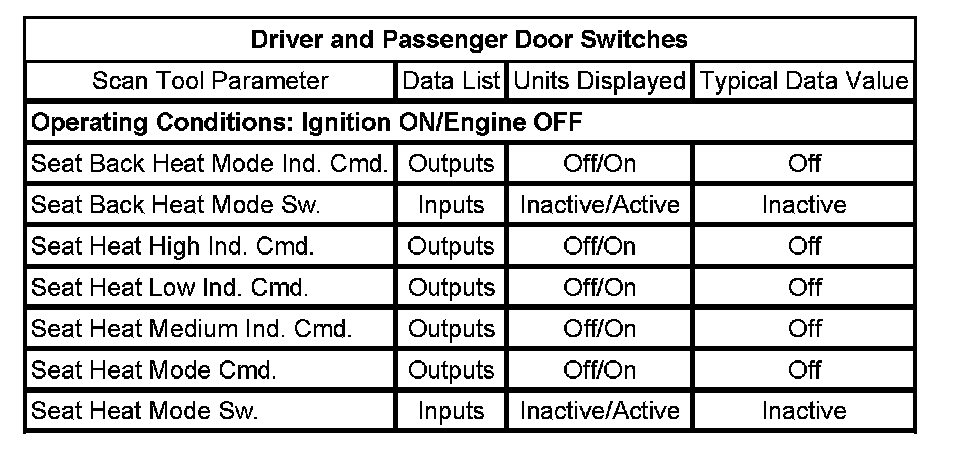 Driver and Passenger Door Switches
Scan Tool Parameter Data List Units Displayed Typical Data Value
Operating Conditions: Ignition ON/Engine OFF
Seat Back Heat Mode Ind. Cmd. Outputs Off/On Off
Seat Back Heat Mode Sw. Inputs Inactive/Active Inactive
Seat Heat High Ind. Cmd. Outputs Off/On Off
Seat Heat Low Ind. Cmd. Outputs Off/On Off
Seat Heat Medium Ind. Cmd. Outputs Off/On Off
Seat Heat Mode Cmd. Outputs Off/On Off
Seat Heat Mode Sw. Inputs Inactive/Active Inactive